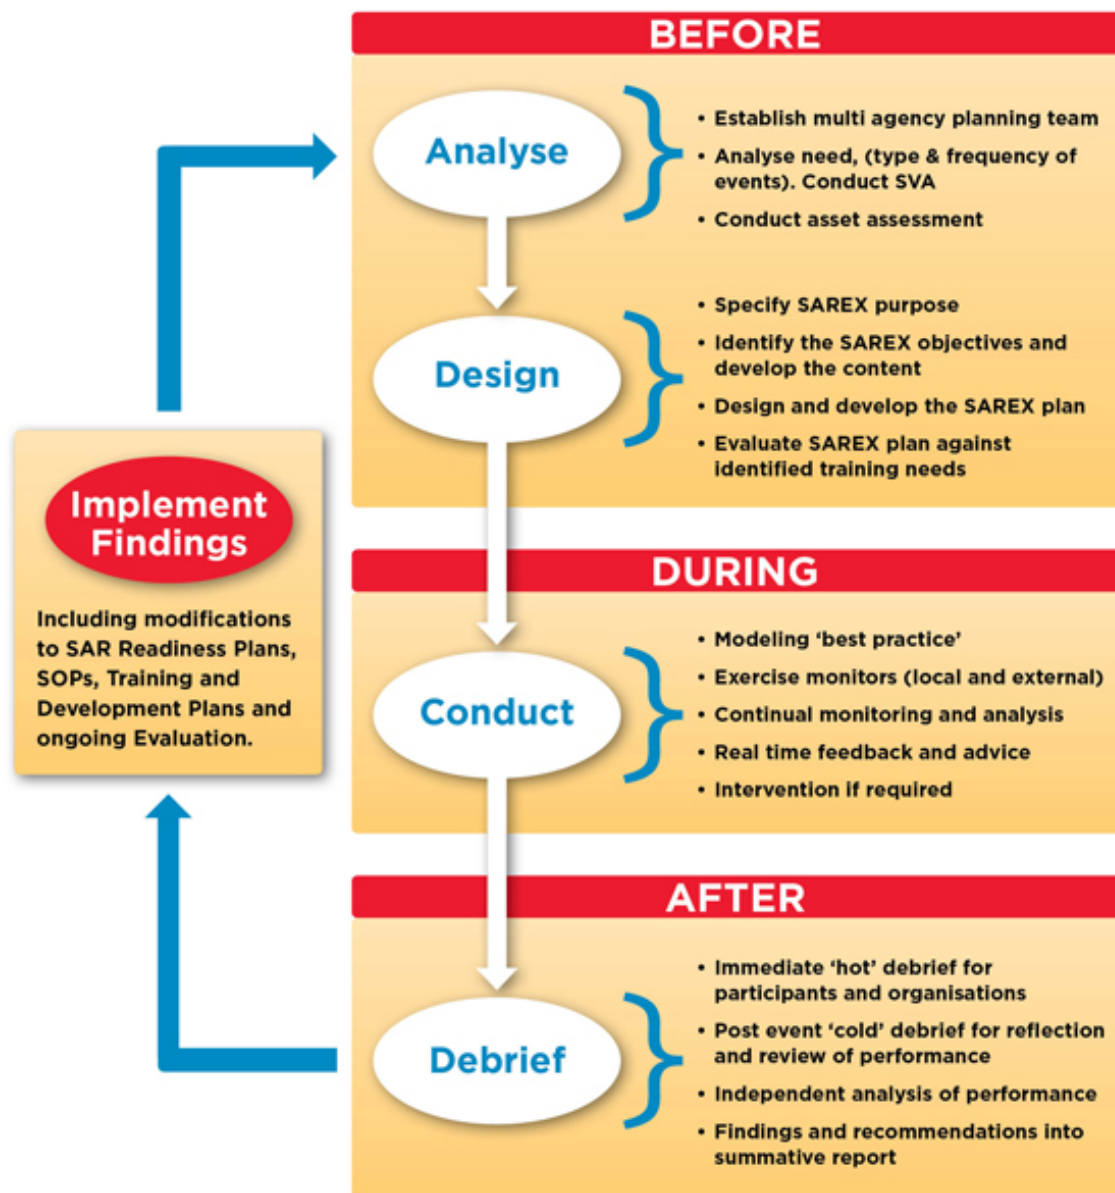 BEFORE
Analyse
• Establish multi agency planning team
• Analyse need, (type & frequency of
events). Conduct SVA
• Conduct asset assessment
Design
• Specify SAREX purpose
• Identify the SAREX objectives and
develop the content
• Design and develop the SAREX plan
• Evaluate SAREX plan against
identified training needs
DURING
Conduct
• Modeling ‘best practice’
• Exercise monitors (local and external)
• Continual monitoring and analysis
• Real time feedback and advice
• Intervention if required
AFTER
Debrief
• Immediate ‘hot’ debrief for
participants and organisations
• Post event ‘cold’ debrief for reflection
and review of performance
• Independent analysis of performance
• Findings and recommendations into
summative report
Implement
Findings
Including modifications
to SAR Readiness Plans,
SOPs, Training and
Development Plans and
ongoing Evaluation.